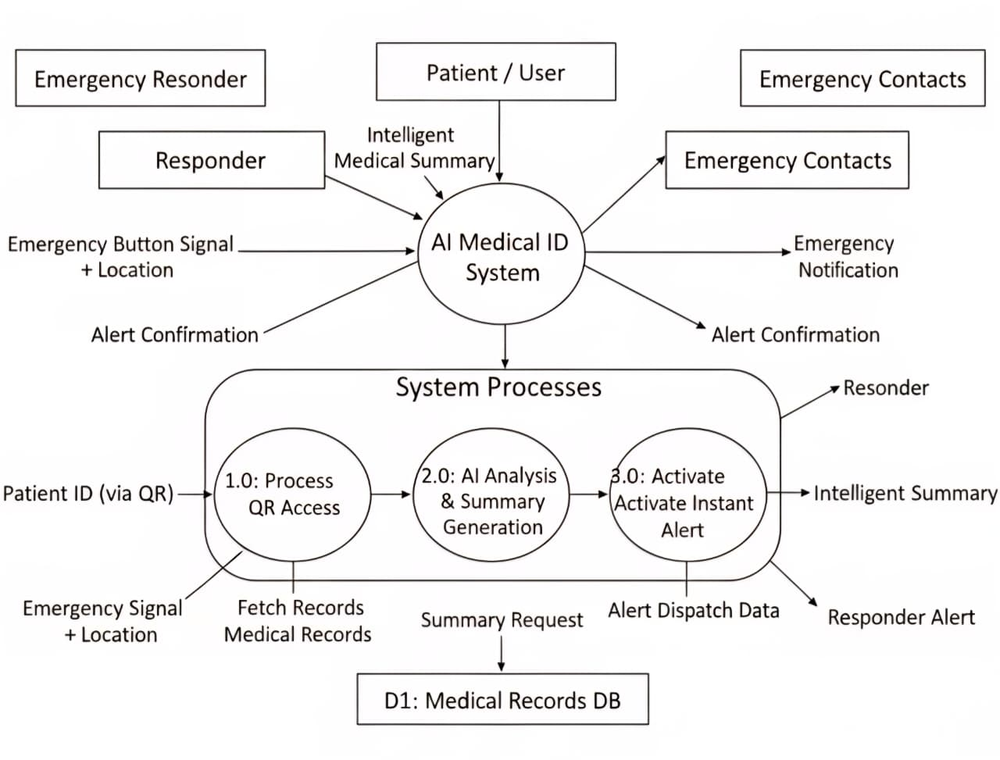 Emergency Resonder
Patient / User
Emergency Contacts
Responder
Intelligent
Medical Summary
Emergency Contacts
Emergency Button Signal
+ Location
AI Medical ID
System
Emergency
Notification
Alert Confirmation
Alert Confirmation
System Processes
Resonder
Patient ID (via QR)
1.0: Process
QR Access
2.0: AI Analysis
& Summary
Generation
3.0: Activate
Activate Instant
Alert
Intelligent Summary
Emergency Signal
+ Location
Fetch Records
Medical Records
Summary Request
Alert Dispatch Data
Responder Alert
D1: Medical Records DB